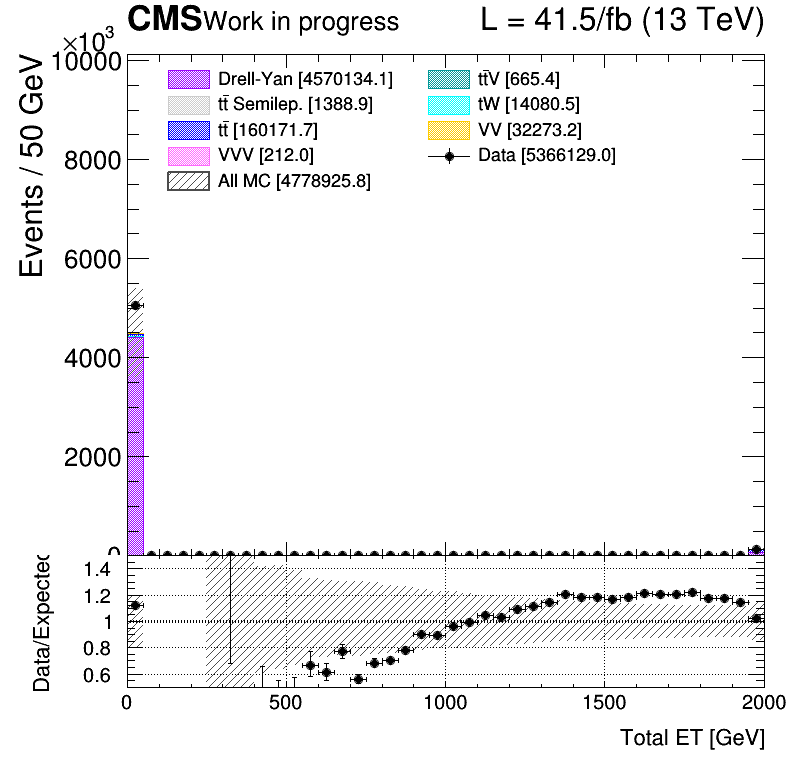 CMS Work in progress L = 41.5/fb (13 TeV)
×10³
Events / 50 GeV
10000
8000
6000
4000
2000
0
Drell-Yan [4570134.1]
tt̄ Semilep. [1388.9]
tt̄ [160171.7]
VVV [212.0]
All MC [4778925.8]
tt̄V [665.4]
tW [14080.5]
VV [32273.2]
Data [5366129.0]
Data/Expected
1.4
1.2
1
0.8
0.6
0 500 1000 1500 2000
Total ET [GeV]